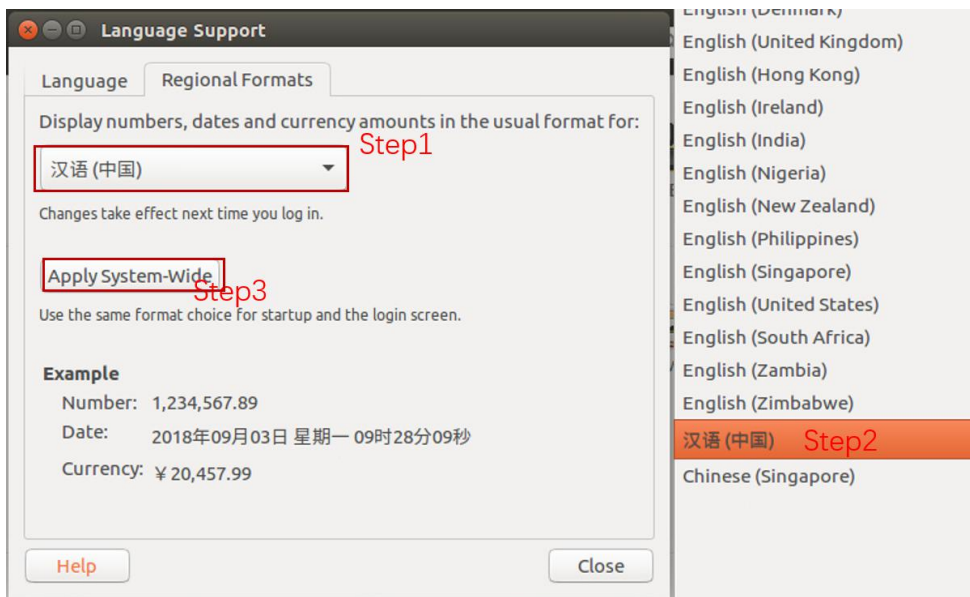 Language Support
Language
Regional Formats
Display numbers, dates and currency amounts in the usual format for:
Step1
汉语 (中国)
Changes take effect next time you log in.
Apply System-Wide
Step3
Use the same format choice for startup and the login screen.
Example
Number: 1,234,567.89
Date: 2018年09月03日 星期一 09时28分09秒
Currency: ¥ 20,457.99
Help
Close
English (Denmark)
English (United Kingdom)
English (Hong Kong)
English (Ireland)
English (India)
English (Nigeria)
English (New Zealand)
English (Philippines)
English (Singapore)
English (United States)
English (South Africa)
English (Zambia)
English (Zimbabwe)
汉语 (中国) Step2
Chinese (Singapore)